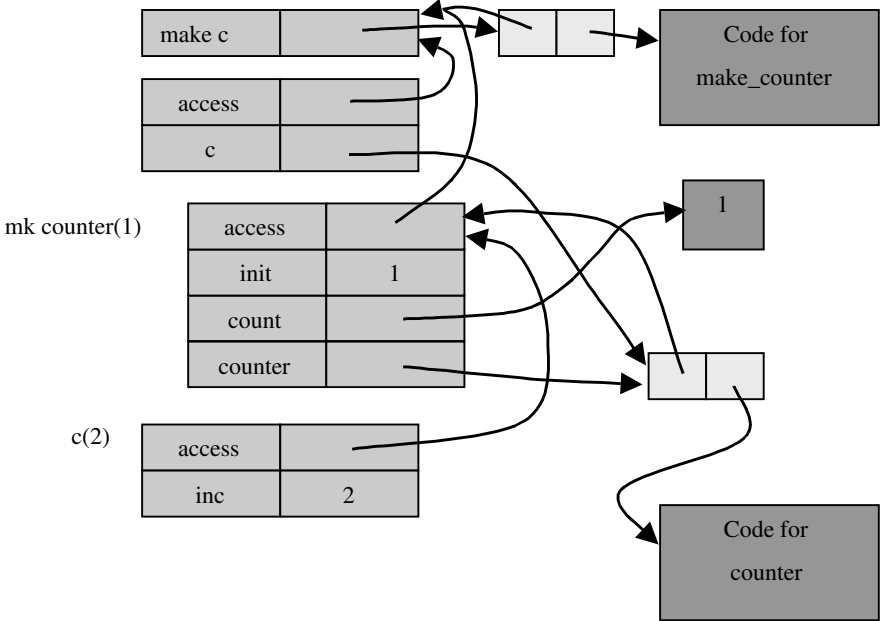 make c
Code for
make_counter
access
c
1
mk counter(1)
access
init 1
count
counter
c(2)
access
inc 2
Code for
counter